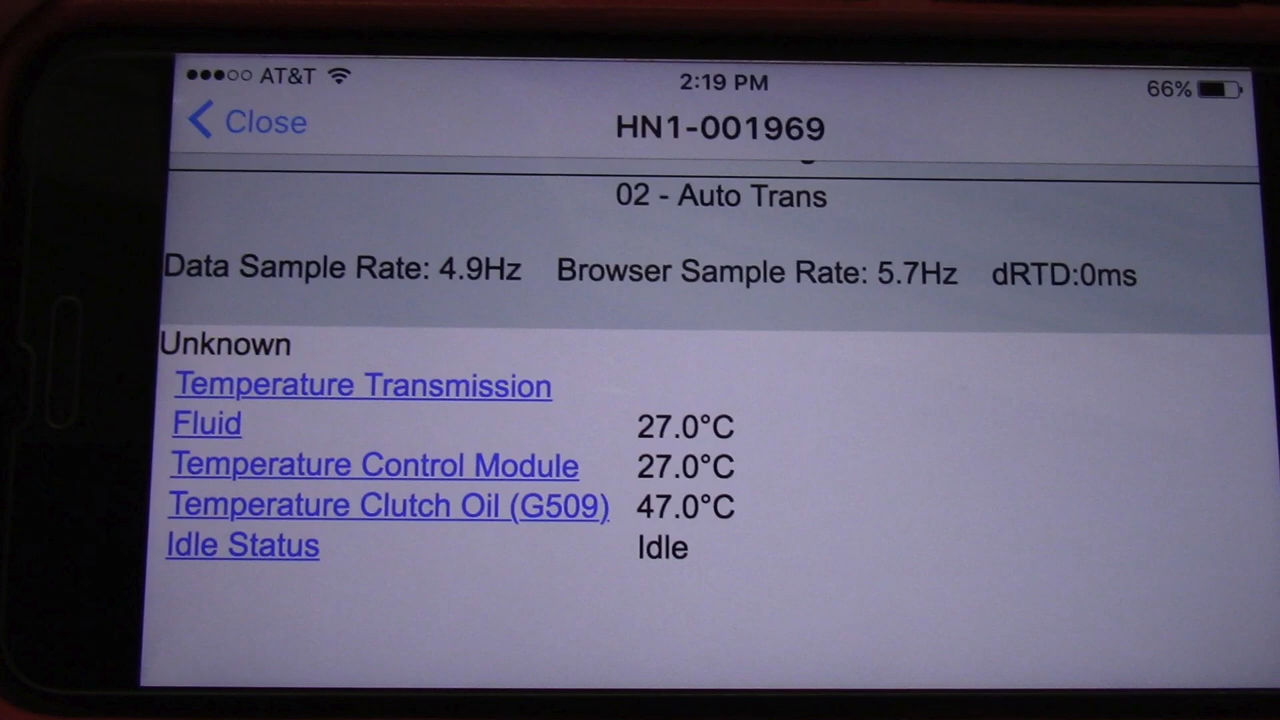 AT&T 2:19 PM 66%
Close HN1-001969
02 - Auto Trans
Data Sample Rate: 4.9Hz Browser Sample Rate: 5.7Hz dRTD:0ms
Unknown
Temperature Transmission
Fluid 27.0°C
Temperature Control Module 27.0°C
Temperature Clutch Oil (G509) 47.0°C
Idle Status Idle